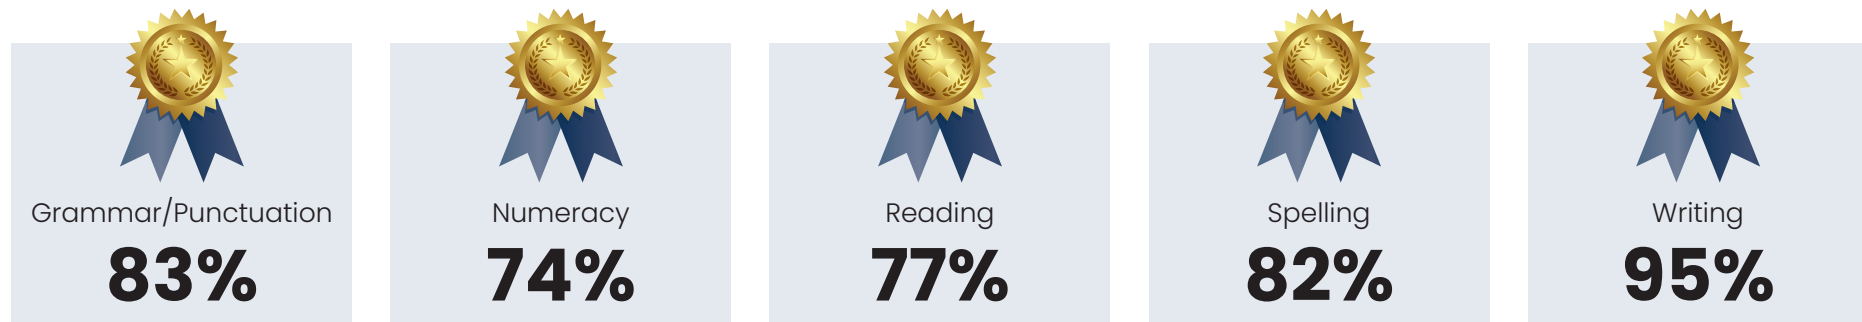 Grammar/Punctuation
83%
Numeracy
74%
Reading
77%
Spelling
82%
Writing
95%